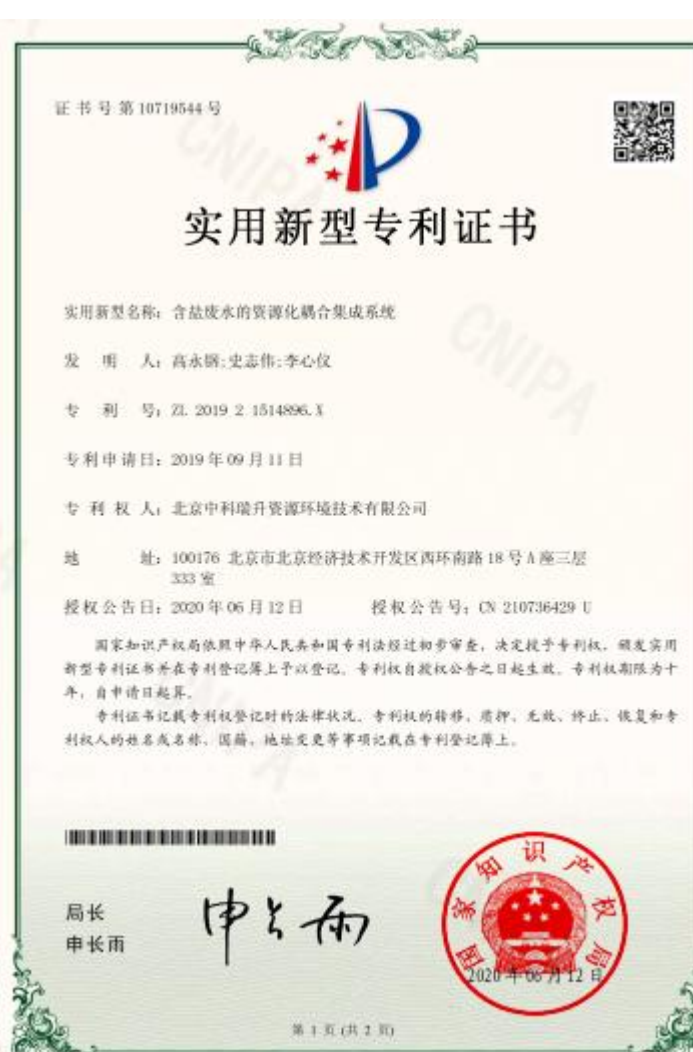 证书号第10719544号
实用新型专利证书
实用新型名称：含盐废水的资源化耦合集成系统
发 明 人：高永钢;史志伟;李心仪
专 利 号：ZL 2019 2 1514896.X
专利申请日：2019年09月11日
专 利 权 人：北京中科瑞升资源环境技术有限公司
地 址：100176 北京市北京经济技术开发区西环南路18号A座三层
333室
授权公告日：2020年06月12日 授权公告号：CN 210736429 U
国家知识产权局依照中华人民共和国专利法经过初步审查，决定授予专利权，颁发实用
新型专利证书并在专利登记簿上予以登记。专利权自授权公告之日起生效。专利权期限为十
年，自申请日起算。
专利证书记载专利权登记时的法律状况。专利权的转移、质押、无效、终止、恢复和专
利权人的姓名或名称、国籍、地址变更等事项记载在专利登记簿上。
局长
申长雨
申长雨
国家知识产权局
2020年06月12日
第 1 页 (共 2 页)
CNIPA
CNIPA
CNIPA
CNIPA